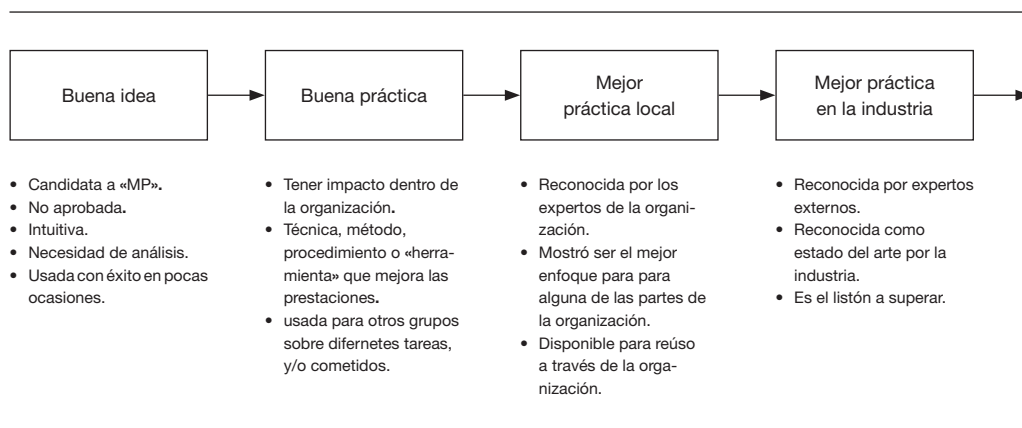 Buena idea
Buena práctica
Mejor
práctica local
Mejor práctica
en la industria
• Candidata a «MP».
• No aprobada.
• Intuitiva.
• Necesidad de análisis.
• Usada con éxito en pocas
ocasiones.
• Tener impacto dentro de
la organización.
• Técnica, método,
procedimiento o «herra-
mienta» que mejora las
prestaciones.
• usada para otros grupos
sobre difernetes tareas,
y/o cometidos.
• Reconocida por los
expertos de la organi-
zación.
• Mostró ser el mejor
enfoque para para
alguna de las partes de
la organización.
• Disponible para reúso
a través de la orga-
nización.
• Reconocida por expertos
externos.
• Reconocida como
estado del arte por la
industria.
• Es el listón a superar.